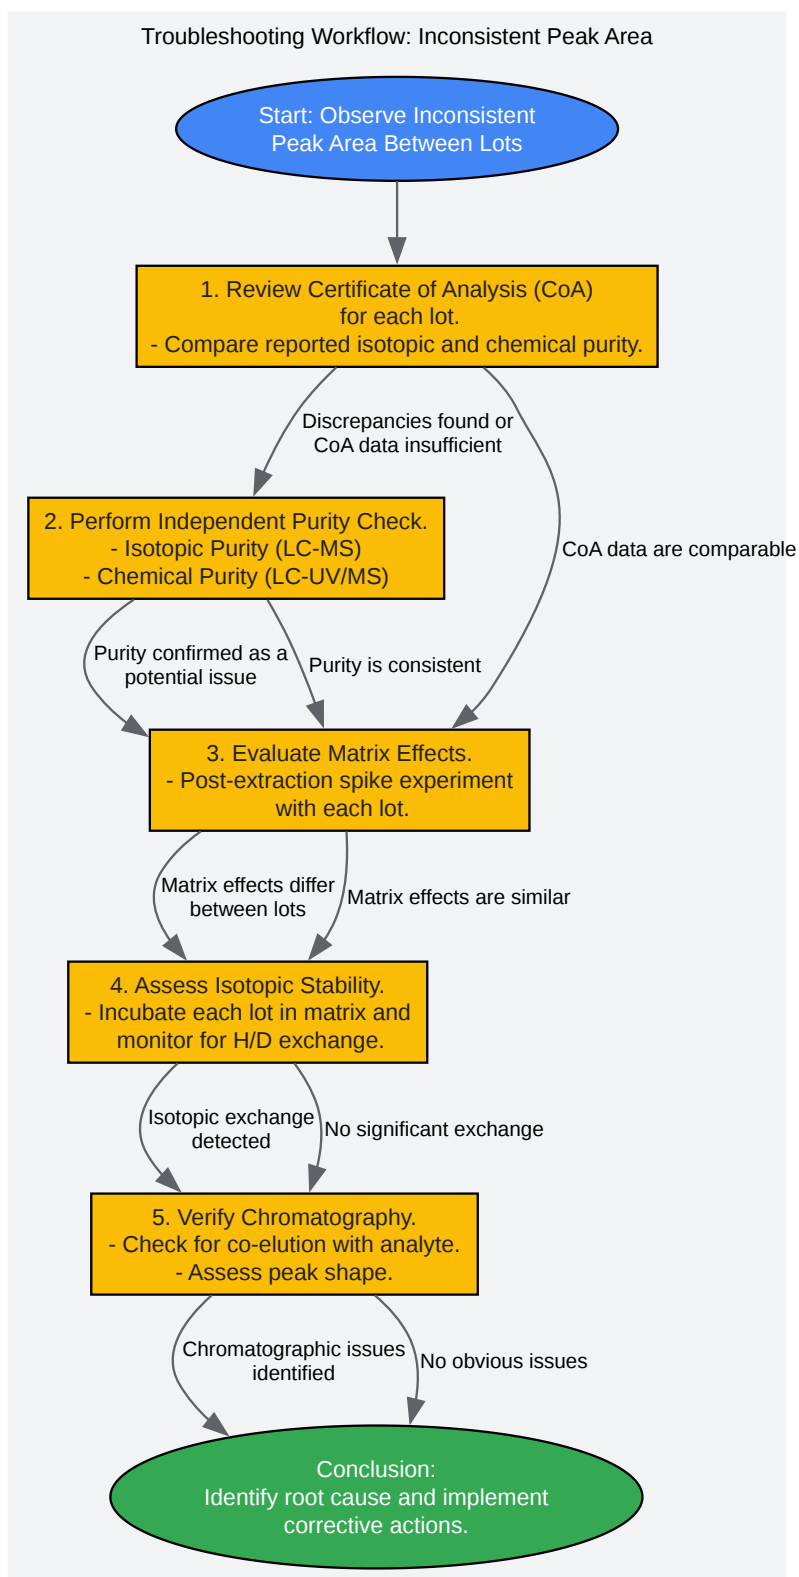 Troubleshooting Workflow: Inconsistent Peak Area
Start: Observe Inconsistent
Peak Area Between Lots
1. Review Certificate of Analysis (CoA)
for each lot.
- Compare reported isotopic and chemical purity.
Discrepancies found or
CoA data insufficient
2. Perform Independent Purity Check.
- Isotopic Purity (LC-MS)
- Chemical Purity (LC-UV/MS)
CoA data are comparable
Purity confirmed as a
potential issue
Purity is consistent
3. Evaluate Matrix Effects.
- Post-extraction spike experiment
with each lot.
Matrix effects differ
between lots
Matrix effects are similar
4. Assess Isotopic Stability.
- Incubate each lot in matrix and
monitor for H/D exchange.
Isotopic exchange
detected
No significant exchange
5. Verify Chromatography.
- Check for co-elution with analyte.
- Assess peak shape.
Chromatographic issues
identified
No obvious issues
Conclusion:
Identify root cause and implement
corrective actions.